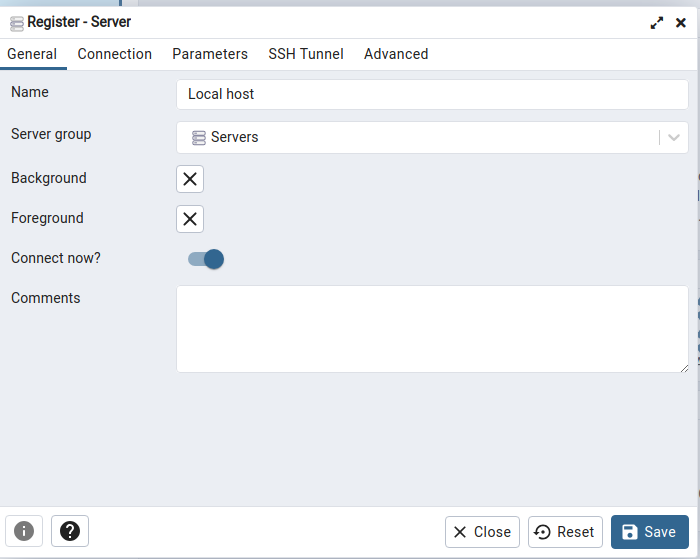 Register - Server
General Connection Parameters SSH Tunnel Advanced
Name Local host
Server group Servers
Background
Foreground
Connect now?
Comments
Close Reset Save